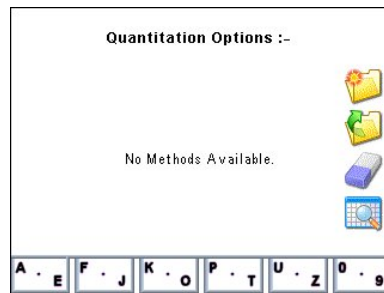 Quantitation Options :-
No Methods Available.
A . E F . J K . O P . T U . Z 0 . 9